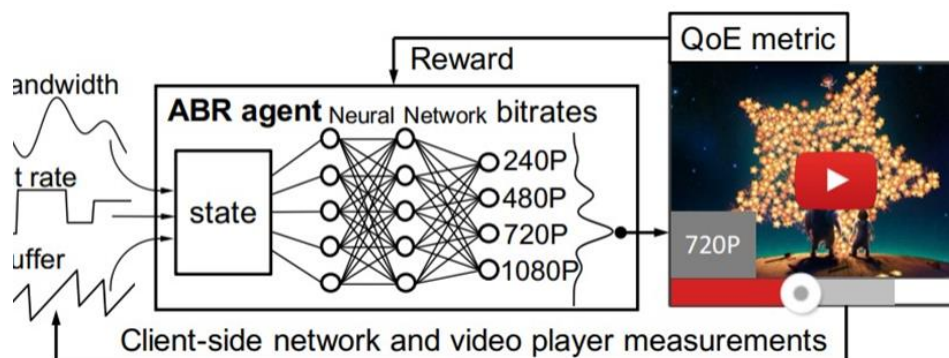 QoE metric
Reward
andwidth
ABR agent Neural Network bitrates
240P
t rate
480P
state
720P
720P
uffer
1080P
Client-side network and video player measurements